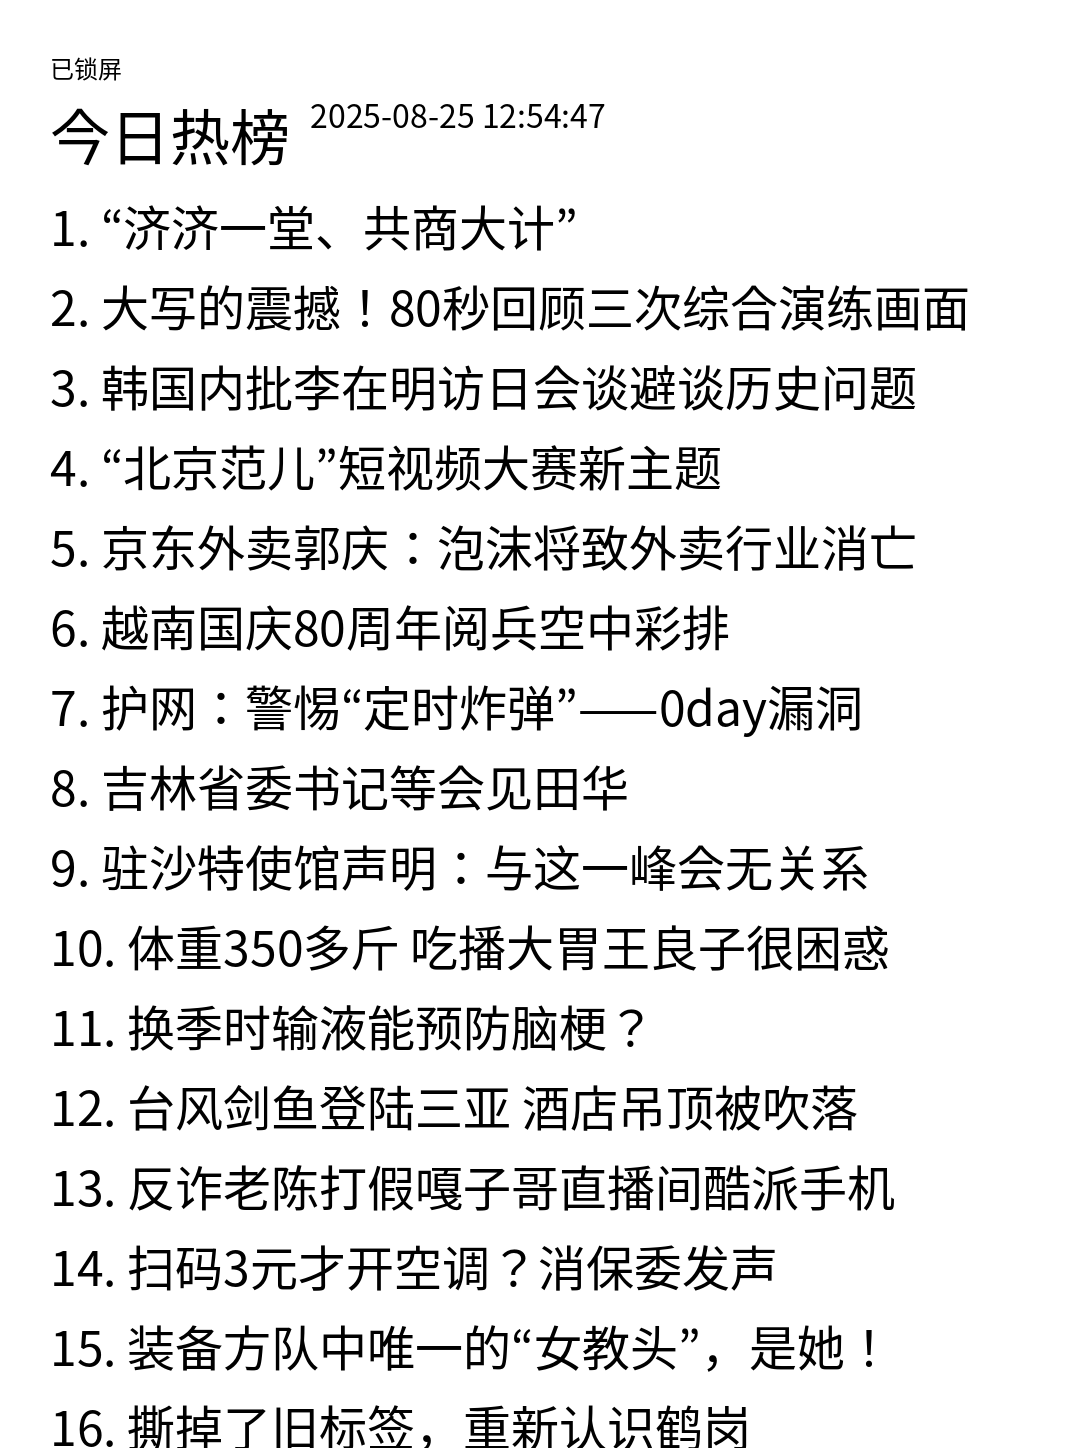 已锁屏
今日热榜 2025-08-25 12:54:47
1. “济济一堂、共商大计”
2. 大写的震撼！80秒回顾三次综合演练画面
3. 韩国内批李在明访日会谈避谈历史问题
4. “北京范儿”短视频大赛新主题
5. 京东外卖郭庆：泡沫将致外卖行业消亡
6. 越南国庆80周年阅兵空中彩排
7. 护网：警惕“定时炸弹”——0day漏洞
8. 吉林省委书记等会见田华
9. 驻沙特使馆声明：与这一峰会无关系
10. 体重350多斤 吃播大胃王良子很困惑
11. 换季时输液能预防脑梗？
12. 台风剑鱼登陆三亚 酒店吊顶被吹落
13. 反诈老陈打假嘎子哥直播间酷派手机
14. 扫码3元才开空调？消保委发声
15. 装备方队中唯一的“女教头”，是她！
16. 撕掉了旧标签，重新认识鹤岗